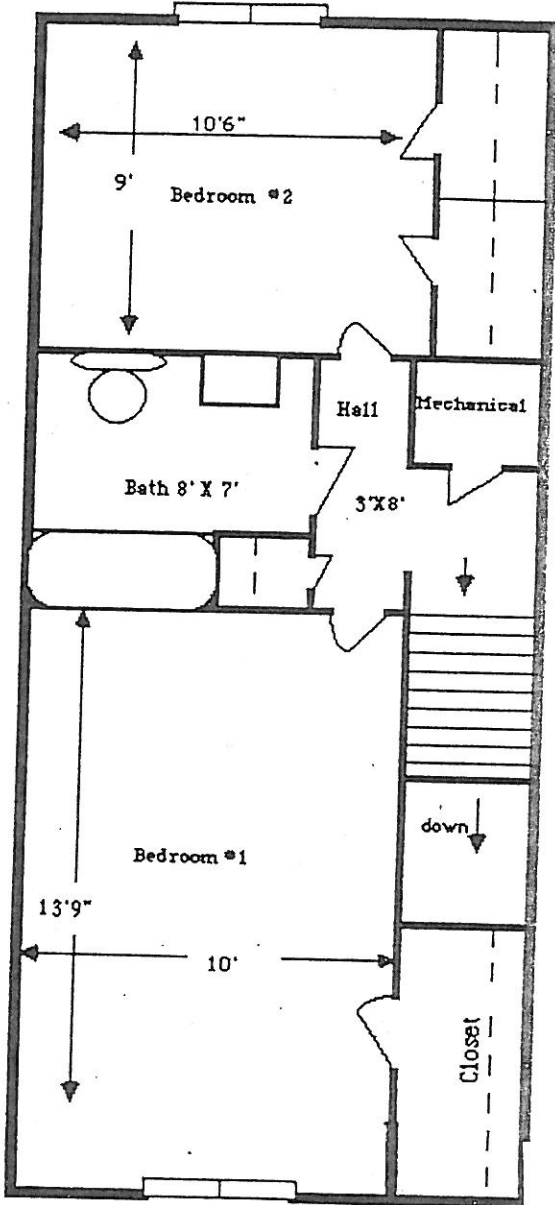 10'6"
9'
Bedroom #2
Hall
Mechanical
Bath 8' X 7'
3'X8'
down
Bedroom #1
13'9"
10'
Closet